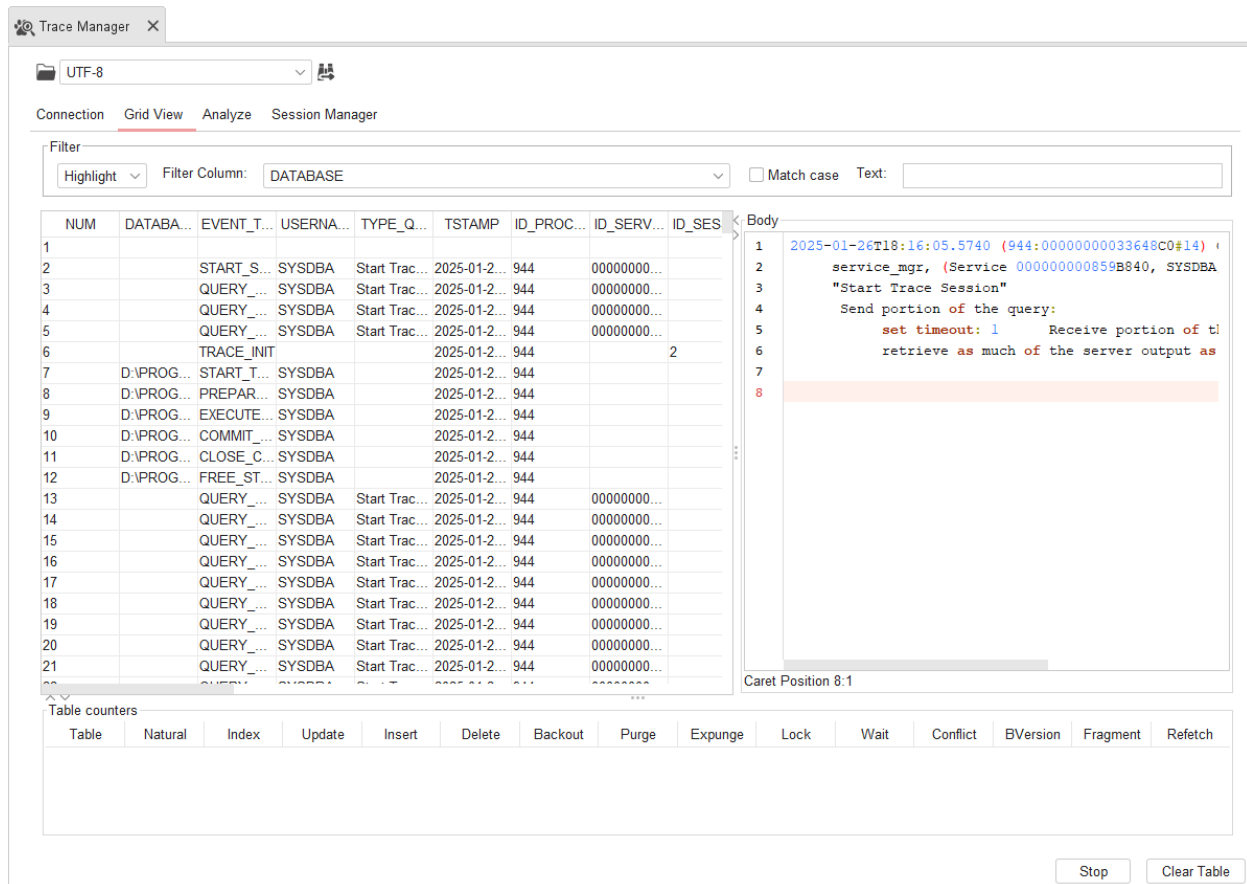 Trace Manager
UTF-8
Connection Grid View Analyze Session Manager
Filter
Highlight Filter Column: DATABASE Match case Text:
NUM DATABA... EVENT_T... USERNA... TYPE_Q... TSTAMP ID_PROC... ID_SERV... ID_SES
1
2 START_S... SYSDBA Start Trac... 2025-01-2... 944 00000000...
3 QUERY_... SYSDBA Start Trac... 2025-01-2... 944 00000000...
4 QUERY_... SYSDBA Start Trac... 2025-01-2... 944 00000000...
5 QUERY_... SYSDBA Start Trac... 2025-01-2... 944 00000000...
6 TRACE_INIT 2025-01-2... 944 2
7 D:\PROG... START_T... SYSDBA 2025-01-2... 944
8 D:\PROG... PREPAR... SYSDBA 2025-01-2... 944
9 D:\PROG... EXECUTE... SYSDBA 2025-01-2... 944
10 D:\PROG... COMMIT_... SYSDBA 2025-01-2... 944
11 D:\PROG... CLOSE_C... SYSDBA 2025-01-2... 944
12 D:\PROG... FREE_ST... SYSDBA 2025-01-2... 944
13 QUERY_... SYSDBA Start Trac... 2025-01-2... 944 00000000...
14 QUERY_... SYSDBA Start Trac... 2025-01-2... 944 00000000...
15 QUERY_... SYSDBA Start Trac... 2025-01-2... 944 00000000...
16 QUERY_... SYSDBA Start Trac... 2025-01-2... 944 00000000...
17 QUERY_... SYSDBA Start Trac... 2025-01-2... 944 00000000...
18 QUERY_... SYSDBA Start Trac... 2025-01-2... 944 00000000...
19 QUERY_... SYSDBA Start Trac... 2025-01-2... 944 00000000...
20 QUERY_... SYSDBA Start Trac... 2025-01-2... 944 00000000...
21 QUERY_... SYSDBA Start Trac... 2025-01-2... 944 00000000...
Body
1 2025-01-26T18:16:05.5740 (944:00000000033648C0#14)
2 service_mgr, (Service 000000000859B840, SYSDBA
3 "Start Trace Session"
4 Send portion of the query:
5 set timeout: 1 Receive portion of
6 retrieve as much of the server output as
7
8
Caret Position 8:1
Table counters
Table Natural Index Update Insert Delete Backout Purge Expunge Lock Wait Conflict BVersion Fragment Refetch
Stop Clear Table